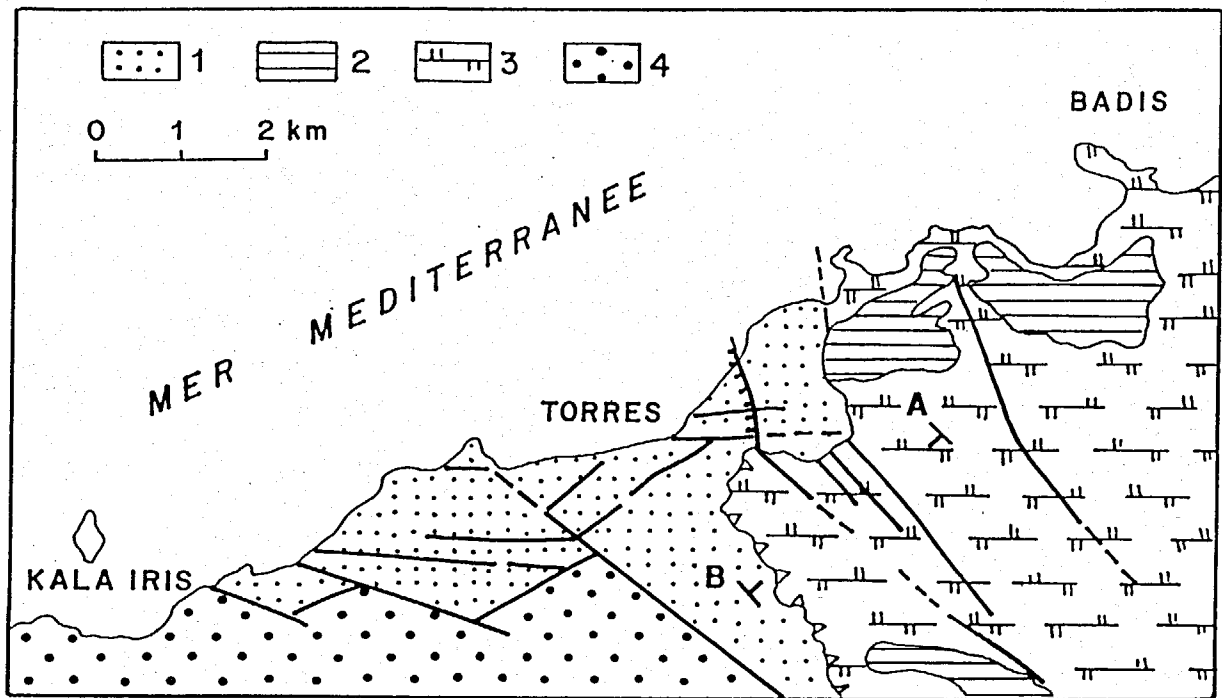 1 2 3 4
0 1 2 km
BADIS
MER MEDITERRANEE
TORRES
A
KALA IRIS
B